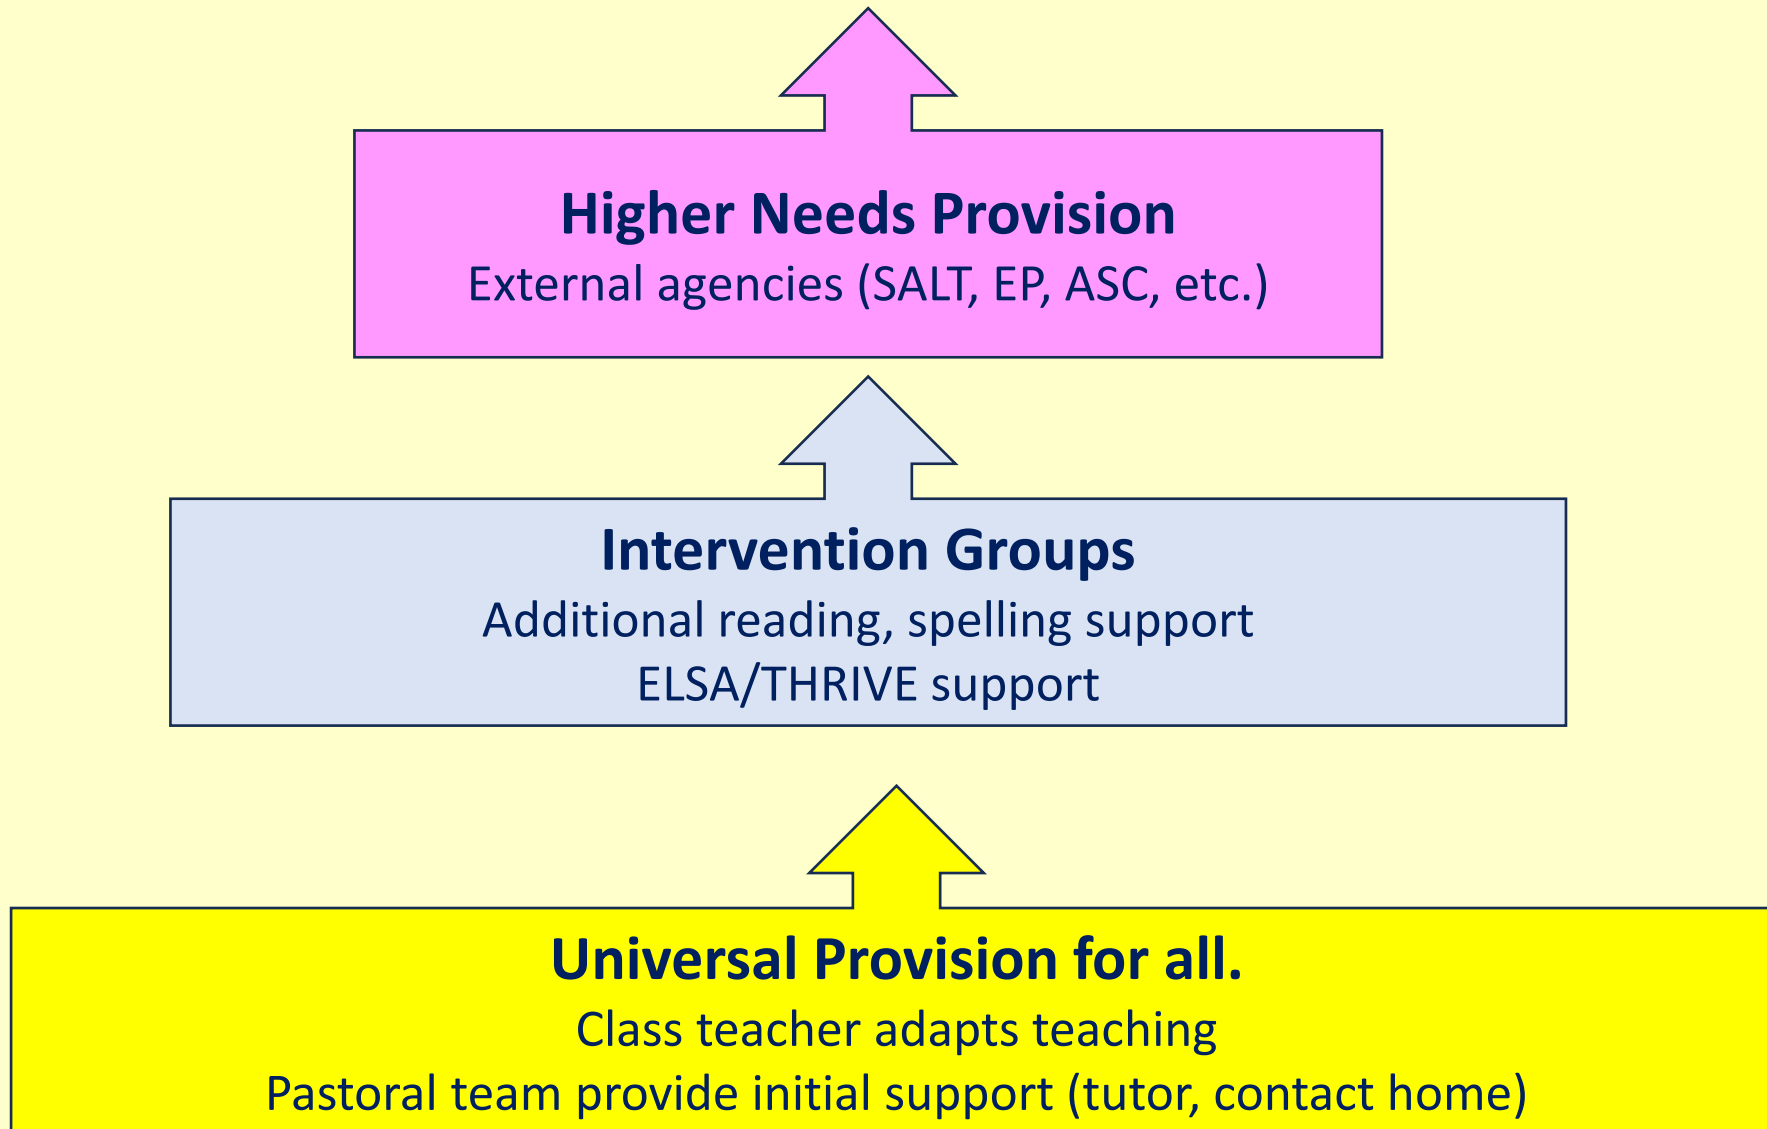 Higher Needs Provision
External agencies (SALT, EP, ASC, etc.)
Intervention Groups
Additional reading, spelling support
ELSA/THRIVE support
Universal Provision for all.
Class teacher adapts teaching
Pastoral team provide initial support (tutor, contact home)